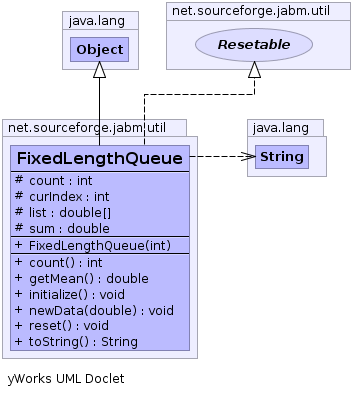 java.lang
Object
net.sourceforge.jabm.util
Resetable
net.sourceforge.jabm.util
FixedLengthQueue
# count : int
# curIndex : int
# list : double[]
# sum : double
+ FixedLengthQueue(int)
+ count() : int
+ getMean() : double
+ initialize() : void
+ newData(double) : void
+ reset() : void
+ toString() : String
java.lang
String
yWorks UML Doclet